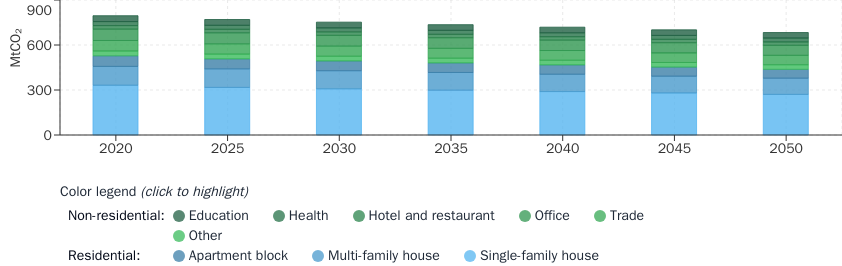 900
MtCO₂
600
300
0
2020 2025 2030 2035 2040 2045 2050
Color legend (click to highlight)
Non-residential: Education Health Hotel and restaurant Office Trade
Other
Residential: Apartment block Multi-family house Single-family house